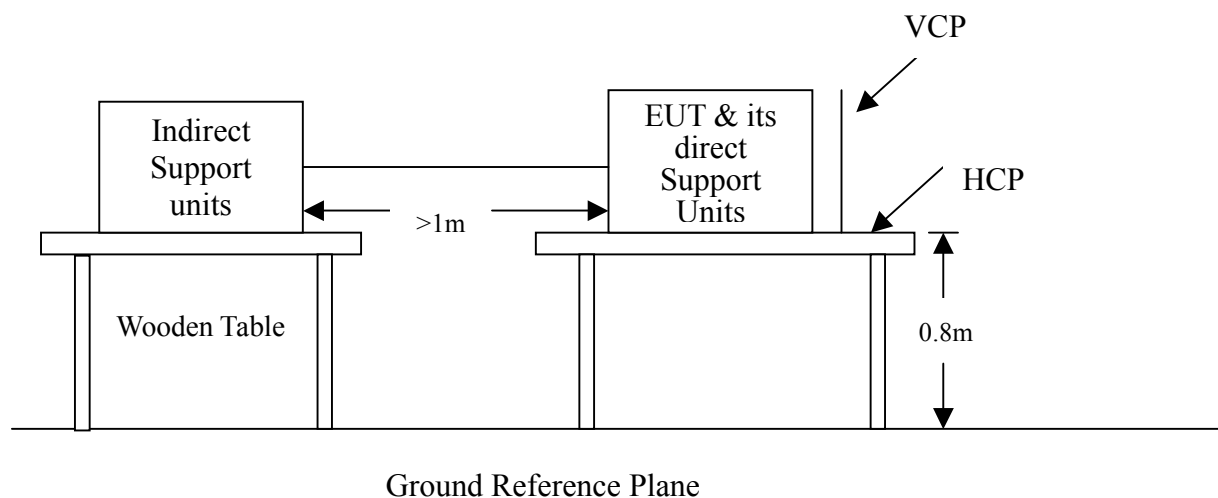 VCP
Indirect
Support
units
EUT & its
direct
Support
Units
HCP
>1m
Wooden Table
0.8m
Ground Reference Plane